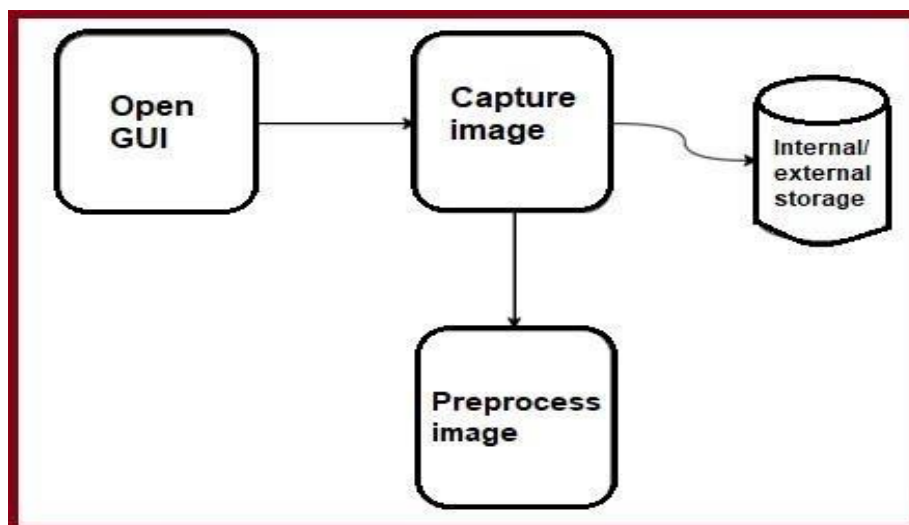 Open
GUI
Capture
image
Internal/
external
storage
Preprocess
image